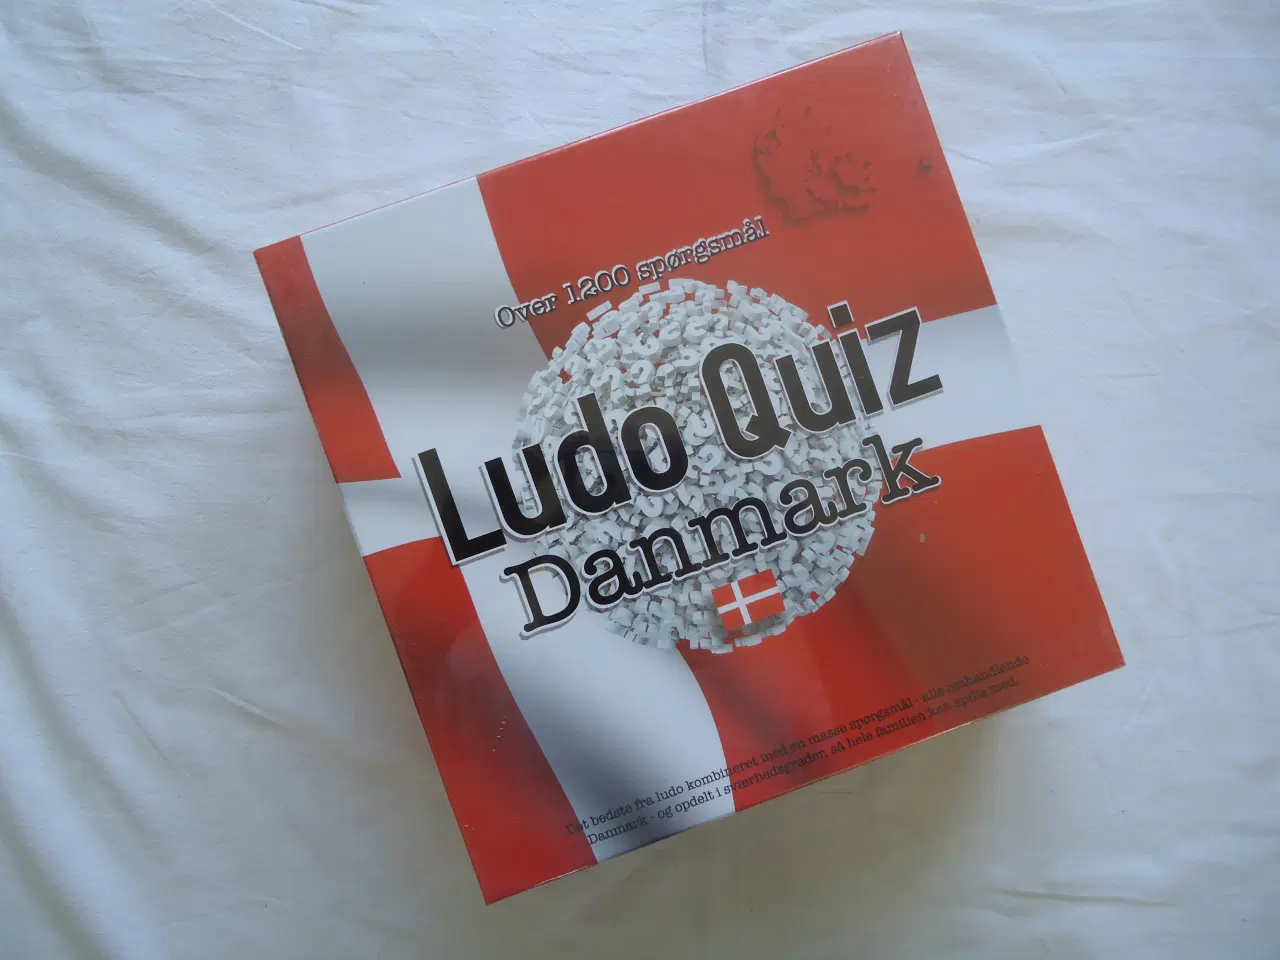 Over 1200 spørgsmål
Ludo Quiz
Danmark
Det bedste fra ludo kombineret med en masse spørgsmål - alle omhandlende
Danmark - og opdelt i sværhedsgrader, så hele familien kan spille med.